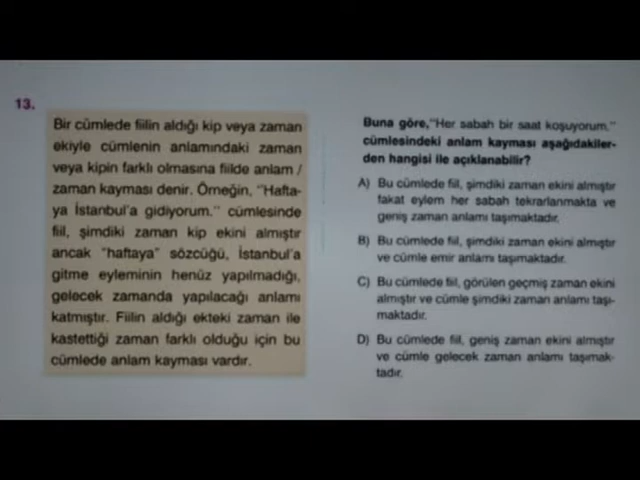 13.
Bir cümlede fiilin aldığı kip veya zaman
ekiyle cümlenin anlamındaki zaman
veya kipin farklı olmasına fiilde anlam /
zaman kayması denir. Örneğin, "Hafta-
ya İstanbul'a gidiyorum." cümlesinde
fiil, şimdiki zaman kip ekini almıştır
ancak "haftaya" sözcüğü, İstanbul'a
gitme eyleminin henüz yapılmadığı,
gelecek zamanda yapılacağı anlamı
katmıştır. Fiilin aldığı ekteki zaman ile
kastettiği zaman farklı olduğu için bu
cümlede anlam kayması vardır.
Buna göre, "Her sabah bir saat koşuyorum."
cümlesindeki anlam kayması aşağıdakiler-
den hangisi ile açıklanabilir?
A) Bu cümlede fiil, şimdiki zaman ekini almıştır
fakat eylem her sabah tekrarlanmakta ve
geniş zaman anlamı taşımaktadır.
B) Bu cümlede fiil, şimdiki zaman ekini almıştır
ve cümle emir anlamı taşımaktadır.
C) Bu cümlede fiil, görülen geçmiş zaman ekini
almıştır ve cümle şimdiki zaman anlamı taşı-
maktadır.
D) Bu cümlede fiil, geniş zaman ekini almıştır
ve cümle gelecek zaman anlamı taşımak-
tadır.